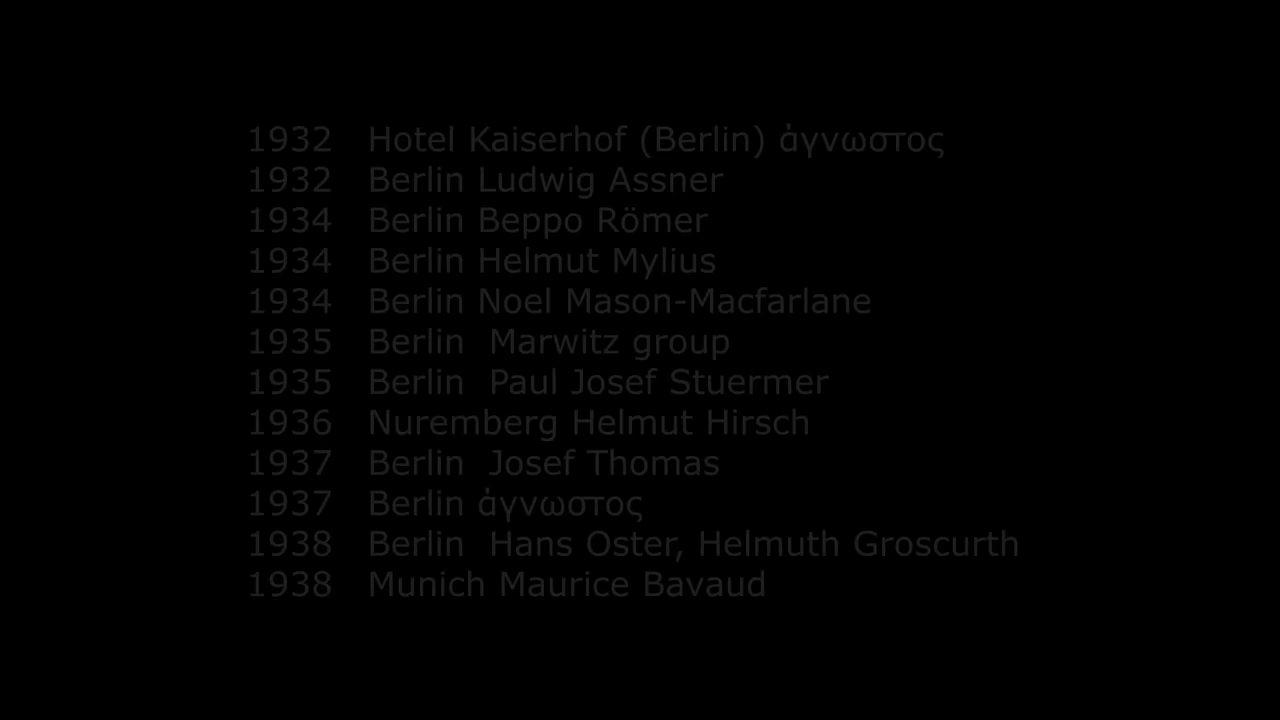 1932 Hotel Kaiserhof (Berlin) ἀγνωστος
1932 Berlin Ludwig Assner
1934 Berlin Beppo Römer
1934 Berlin Helmut Mylius
1934 Berlin Noel Mason-Macfarlane
1935 Berlin Marwitz group
1935 Berlin Paul Josef Stuermer
1936 Nuremberg Helmut Hirsch
1937 Berlin Josef Thomas
1937 Berlin ἀγνωστος
1938 Berlin Hans Oster, Helmuth Groscurth
1938 Munich Maurice Bavaud